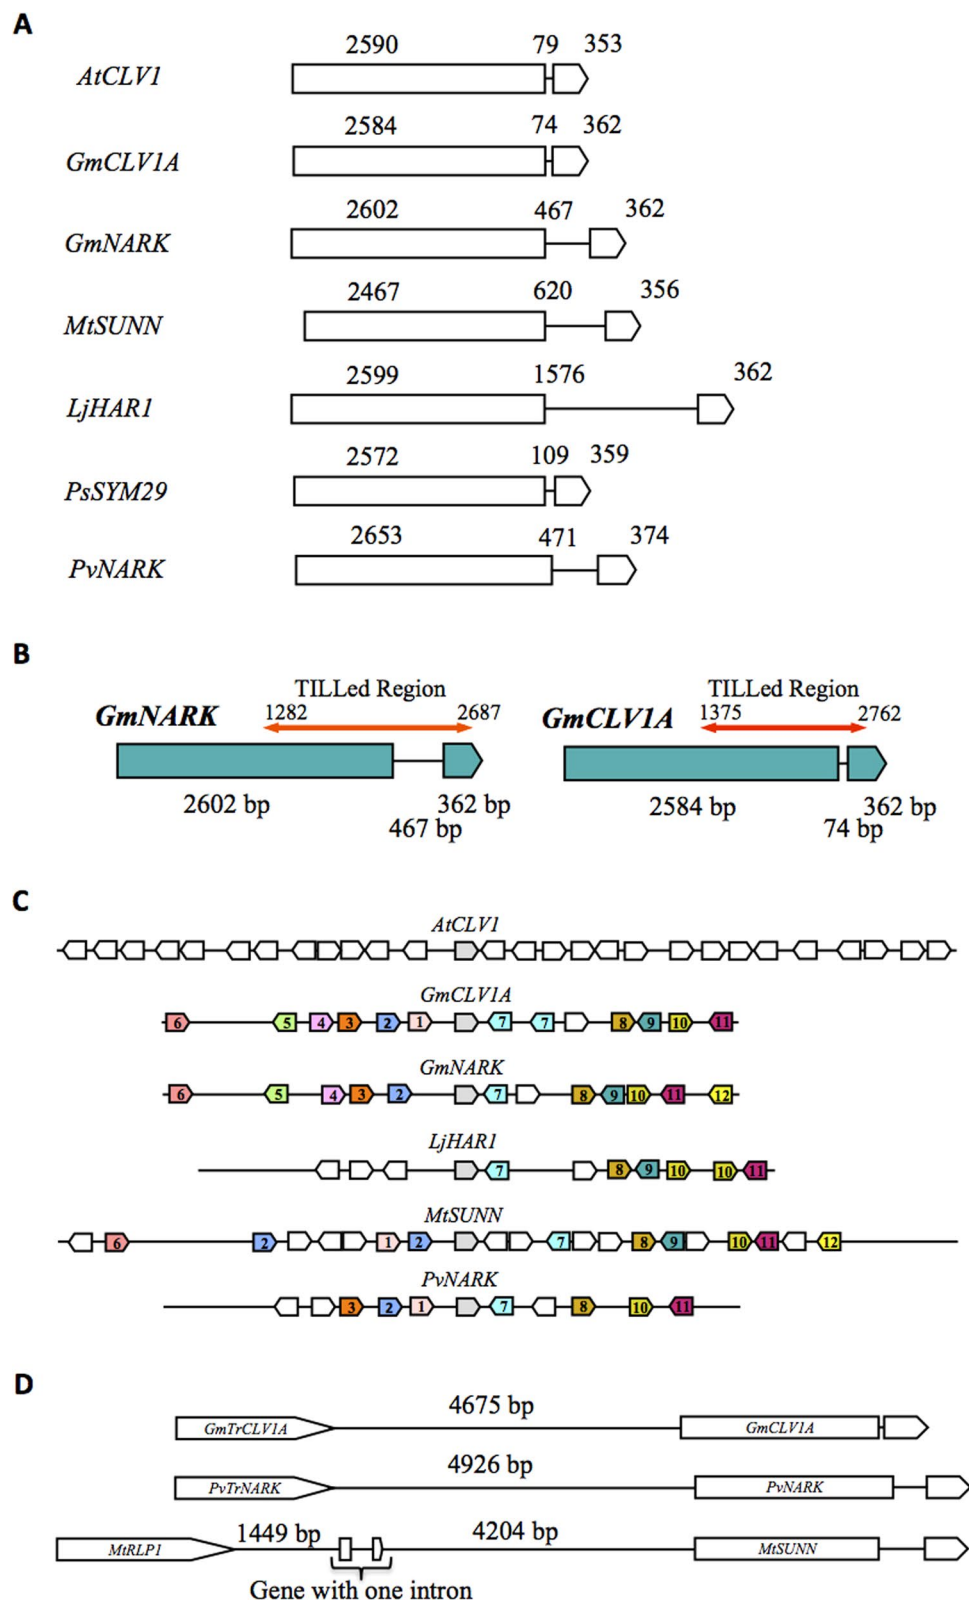 A
2590 79 353
AtCLV1
2584 74 362
GmCLV1A
2602 467 362
GmNARK
2467 620 356
MtSUNN
2599 1576 362
LjHAR1
2572 109 359
PsSYM29
2653 471 374
PvNARK
B
TILLed Region TILLed Region
GmNARK 1282 2687 GmCLV1A 1375 2762
2602 bp 362 bp 2584 bp 362 bp
467 bp 74 bp
C
AtCLV1
GmCLV1A
6 5 4 3 2 1 7 7 8 9 10 11
GmNARK
6 5 4 3 2 7 8 9 10 11 12
LjHAR1
7 8 9 10 10 11
MtSUNN
6 2 1 2 7 8 9 10 11 12
PvNARK
3 2 1 7 8 10 11
D
4675 bp
GmTrCLV1A GmCLV1A
4926 bp
PvTrNARK PvNARK
1449 bp 4204 bp
MtRLP1 MtSUNN
Gene with one intron